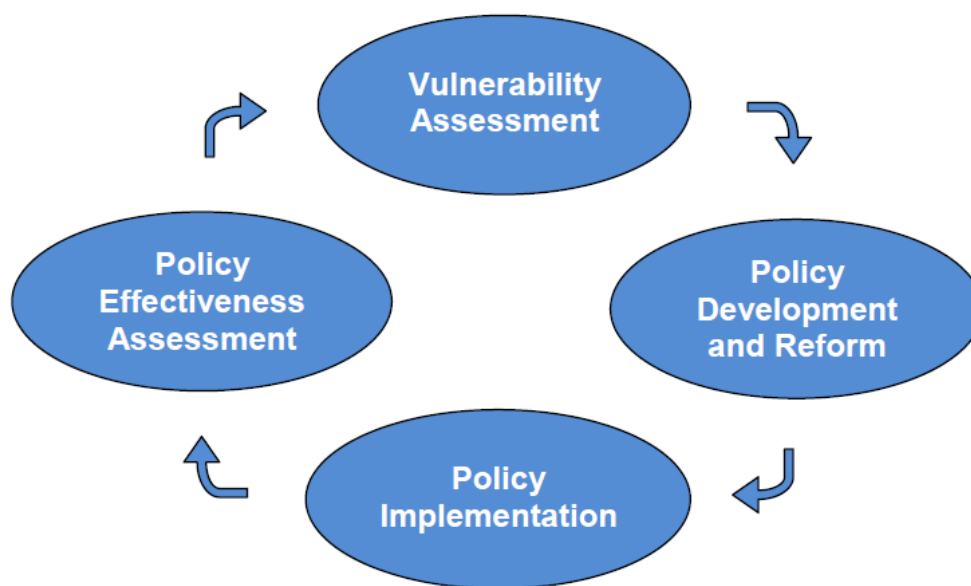 Vulnerability
Assessment
Policy
Effectiveness
Assessment
Policy
Development
and Reform
Policy
Implementation